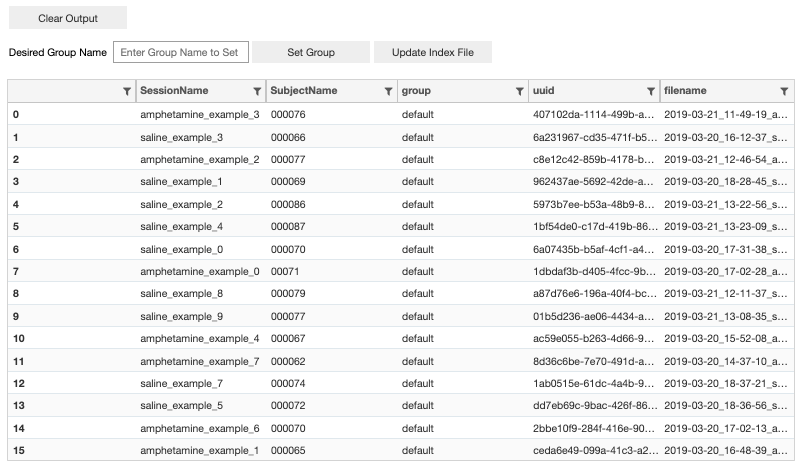 Clear Output
Desired Group Name Enter Group Name to Set Set Group Update Index File
SessionName SubjectName group uuid filename
0 amphetamine_example_3 000076 default 407102da-1114-499b-a... 2019-03-21_11-49-19_a...
1 saline_example_3 000066 default 6a231967-cd35-471f-b5... 2019-03-20_16-12-37_s...
2 amphetamine_example_2 000077 default c8e12c42-859b-4178-b... 2019-03-21_12-46-54_a...
3 saline_example_1 000069 default 962437ae-5692-42de-a... 2019-03-20_18-28-45_s...
4 saline_example_2 000086 default 5973b7ee-b53a-48b9-8... 2019-03-21_13-22-56_s...
5 saline_example_4 000087 default 1bf54de0-c17d-419b-86... 2019-03-21_13-23-09_s...
6 saline_example_0 000070 default 6a07435b-b5af-4cf1-a4... 2019-03-20_17-31-38_s...
7 amphetamine_example_0 00071 default 1dbdaf3b-d405-4fcc-9b... 2019-03-20_17-02-28_a...
8 saline_example_8 000079 default a87d76e6-196a-40f4-bc... 2019-03-21_12-11-37_s...
9 saline_example_9 000077 default 01b5d236-ae06-4434-a... 2019-03-21_13-08-35_s...
10 amphetamine_example_4 000067 default ac59e055-b263-4d66-9... 2019-03-20_15-52-08_a...
11 amphetamine_example_7 000062 default 8d36c6be-7e70-491d-a... 2019-03-20_14-37-10_a...
12 saline_example_7 000074 default 1ab0515e-61dc-4a4b-9... 2019-03-20_18-37-21_s...
13 saline_example_5 000072 default dd7eb69c-9bac-426f-86... 2019-03-20_18-36-56_s...
14 amphetamine_example_6 000070 default 2bbe10f9-284f-416e-90... 2019-03-20_17-02-13_a...
15 amphetamine_example_1 000065 default ceda6e49-099a-41c3-a2... 2019-03-20_16-48-39_a...